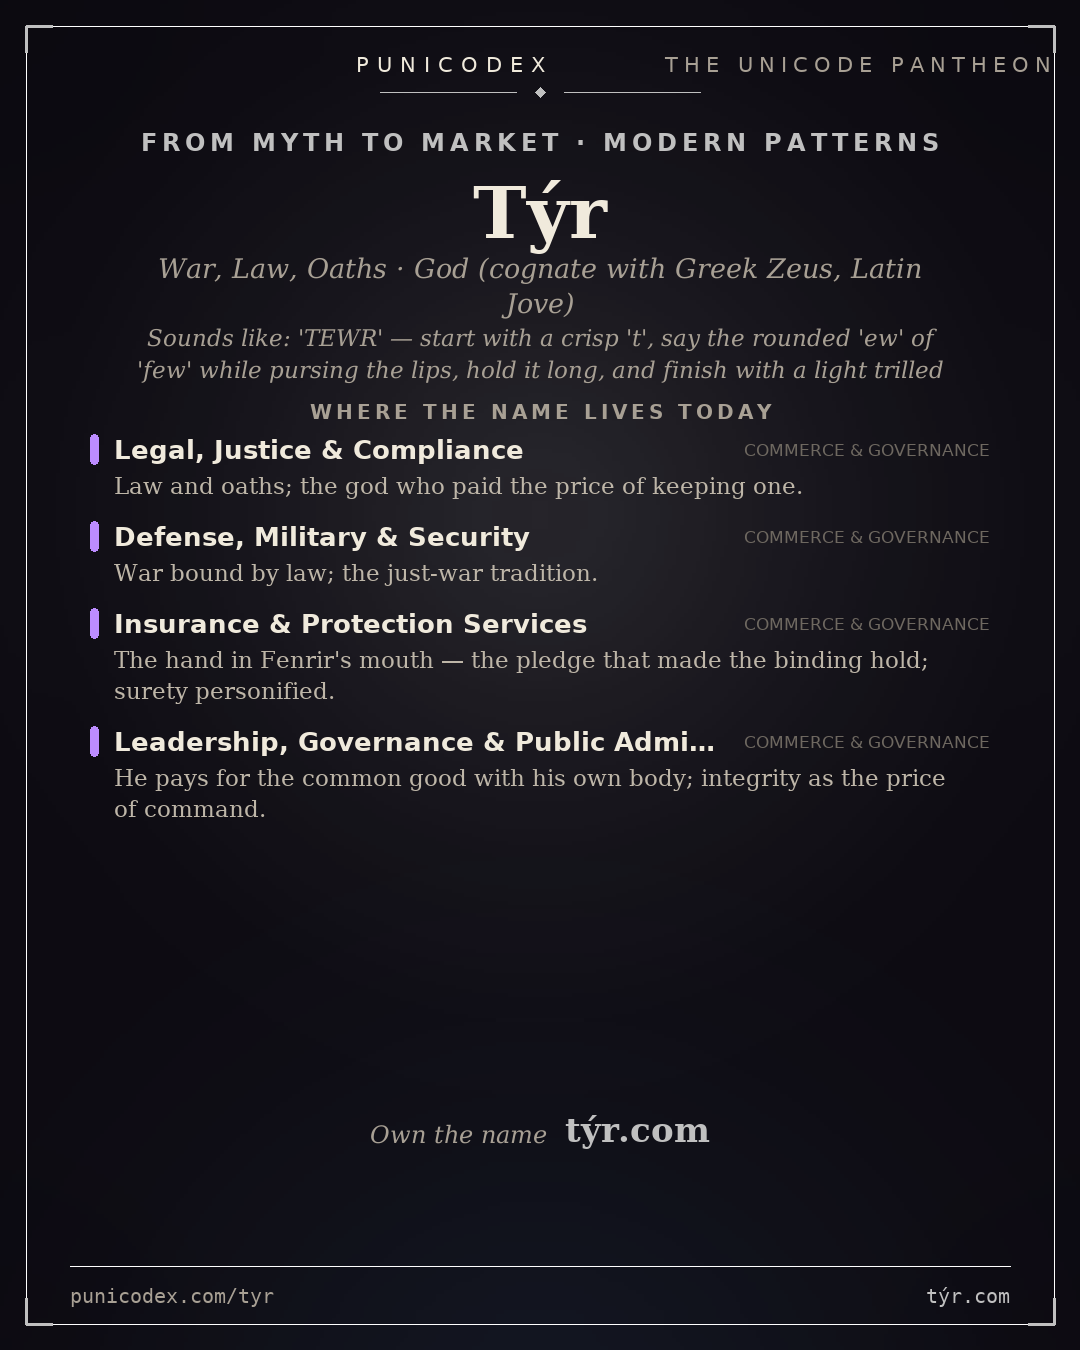 PUNICODEX THE UNICODE PANTHEON
FROM MYTH TO MARKET · MODERN PATTERNS
Týr
War, Law, Oaths · God (cognate with Greek Zeus, Latin
Jove)
Sounds like: 'TEWR' — start with a crisp 't', say the rounded 'ew' of
'few' while pursing the lips, hold it long, and finish with a light trilled
WHERE THE NAME LIVES TODAY
Legal, Justice & Compliance COMMERCE & GOVERNANCE
Law and oaths; the god who paid the price of keeping one.
Defense, Military & Security COMMERCE & GOVERNANCE
War bound by law; the just-war tradition.
Insurance & Protection Services COMMERCE & GOVERNANCE
The hand in Fenrir's mouth — the pledge that made the binding hold;
surety personified.
Leadership, Governance & Public Admi… COMMERCE & GOVERNANCE
He pays for the common good with his own body; integrity as the price
of command.
Own the name týr.com
punicodex.com/tyr týr.com